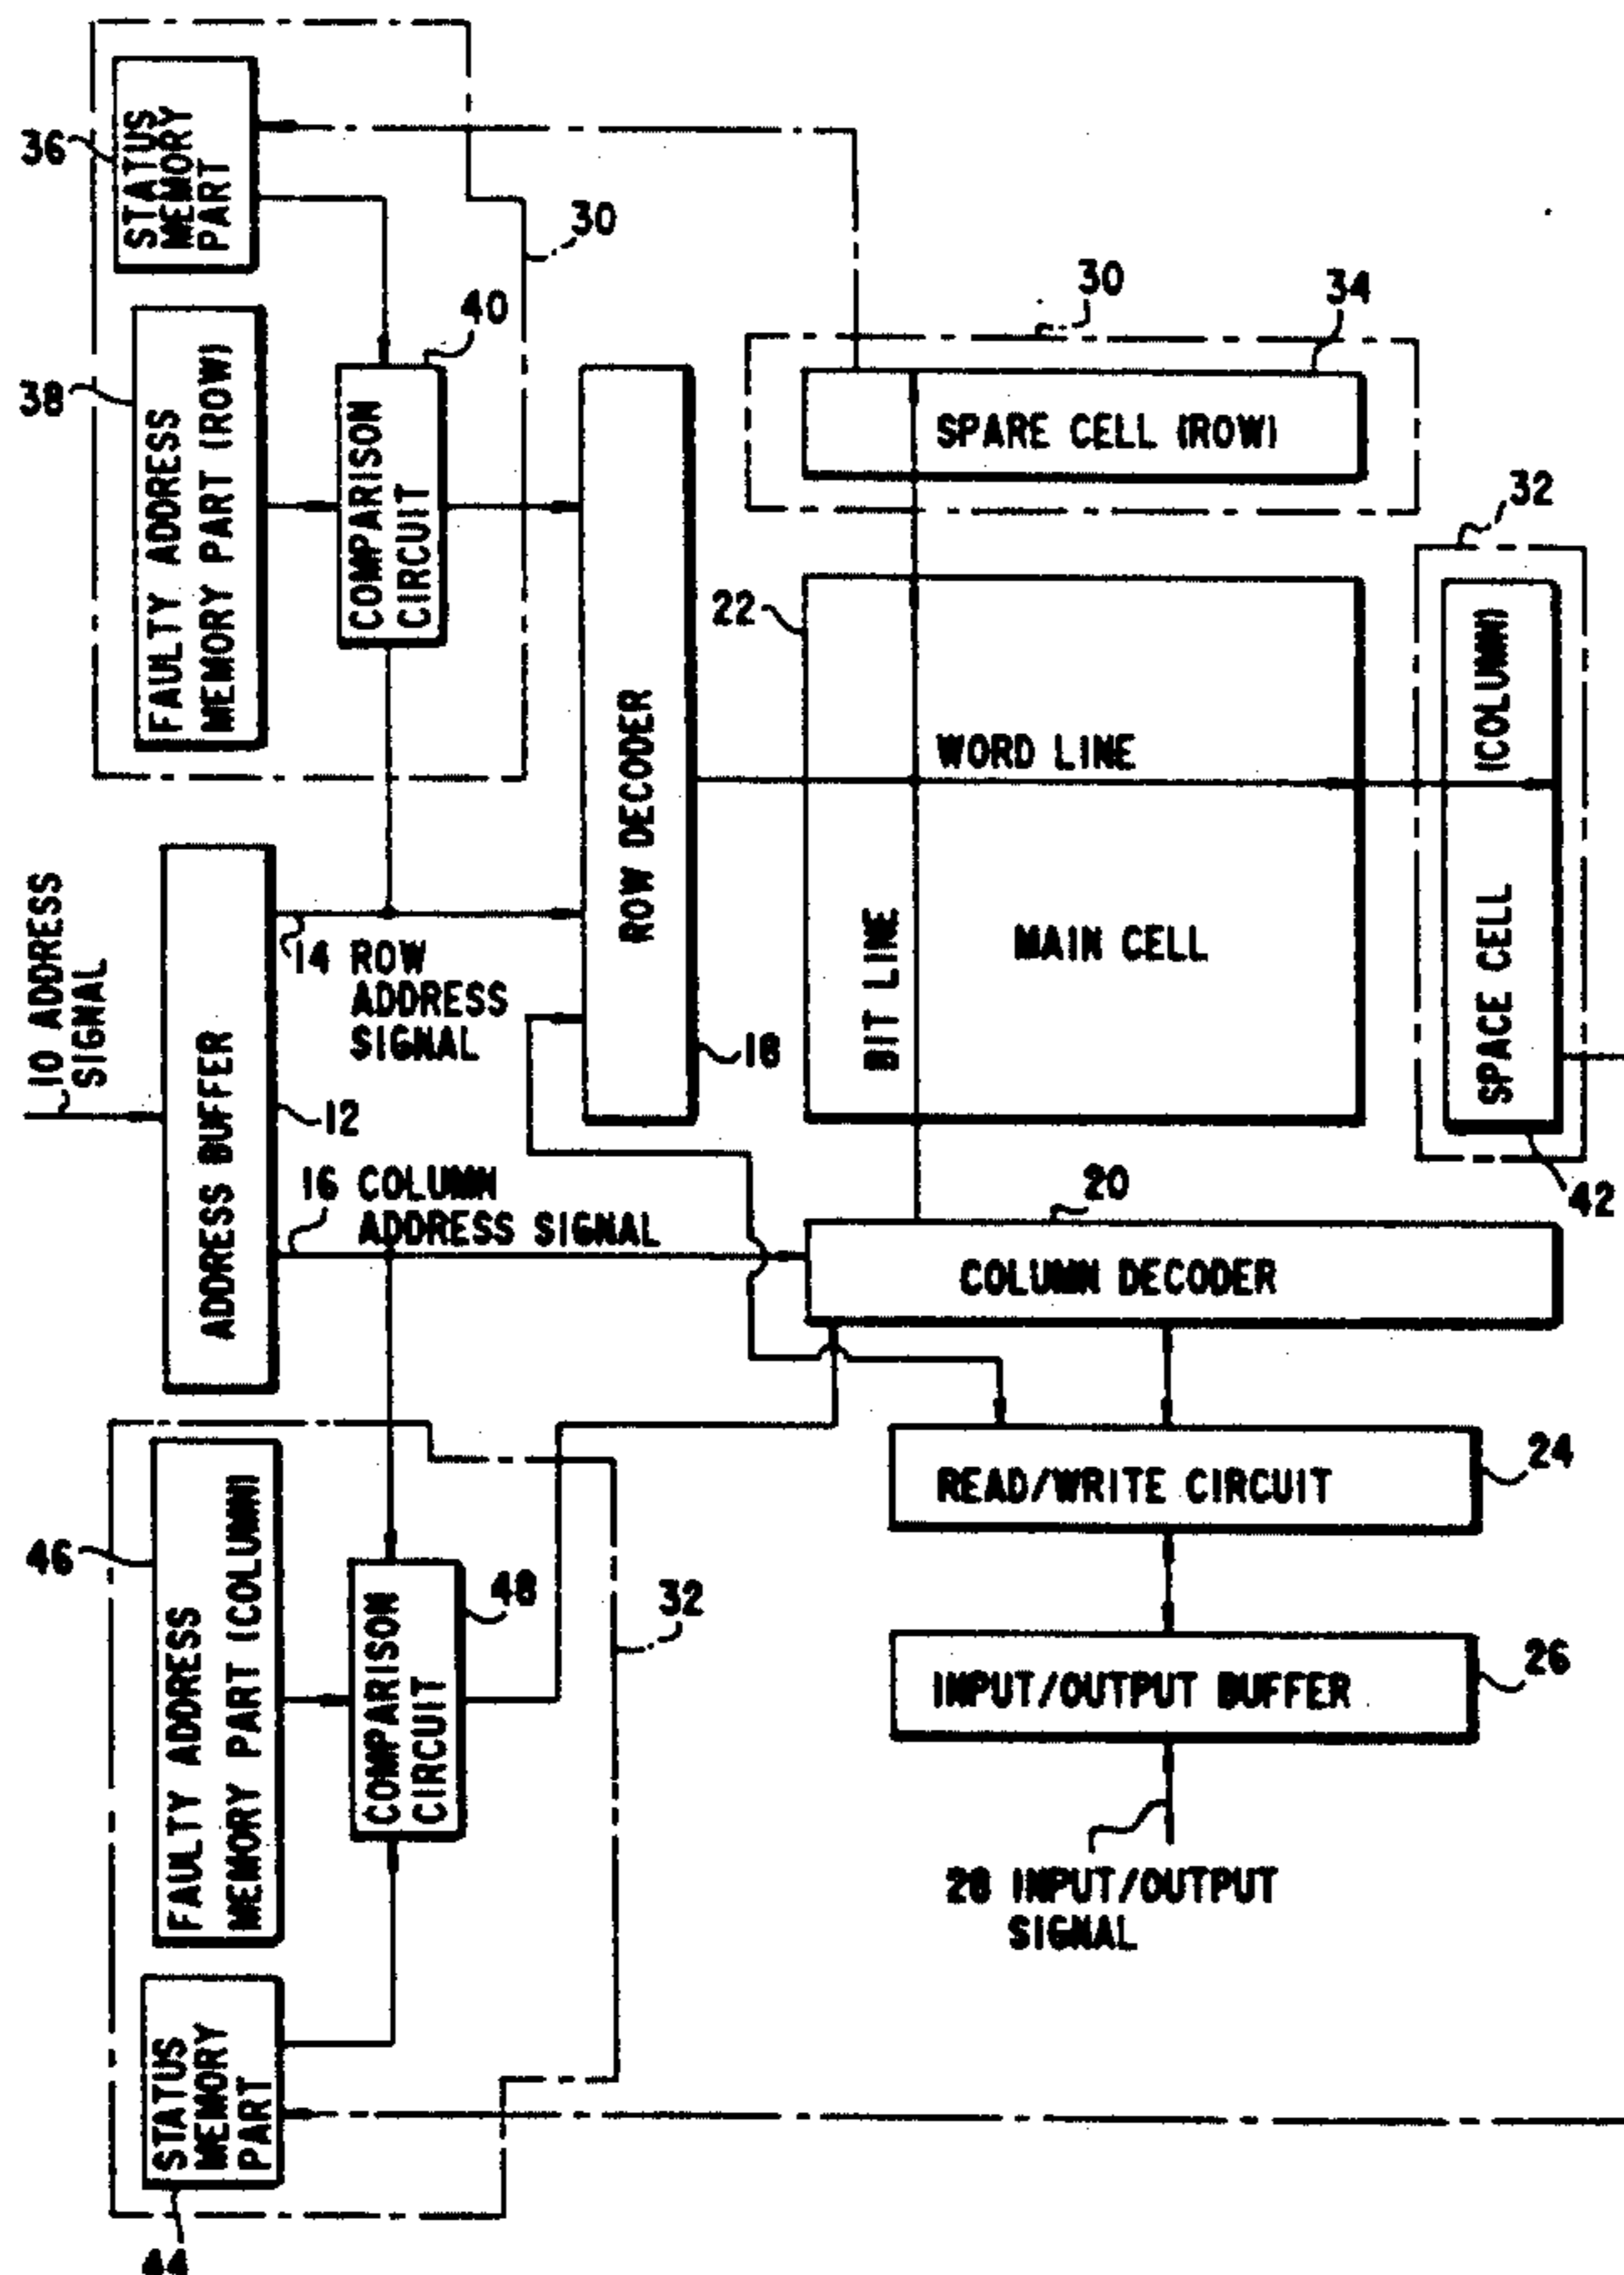 36
STATUS
MEMORY
PART
30
38
FAULTY ADDRESS
MEMORY PART (ROW)
40
COMPARISON
CIRCUIT
30
34
SPARE CELL (ROW)
32
22
ROW DECODER
WORD LINE
BIT LINE
MAIN CELL
SPACE CELL (COLUMN)
10 ADDRESS
SIGNAL
ADDRESS BUFFER
14 ROW
ADDRESS
SIGNAL
18
12
42
16 COLUMN
ADDRESS SIGNAL
20
COLUMN DECODER
24
READ/WRITE CIRCUIT
46
FAULTY ADDRESS
MEMORY PART (COLUMN)
COMPARISON
CIRCUIT
48
32
26
INPUT/OUTPUT BUFFER
28 INPUT/OUTPUT
SIGNAL
STATUS
MEMORY
PART
44